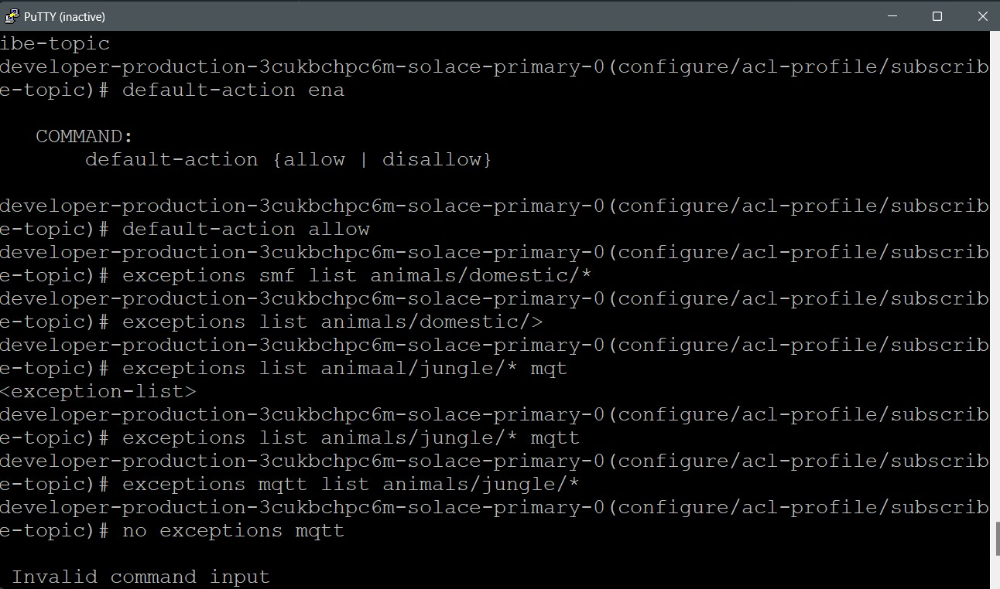 PuTTY (inactive)
ibe-topic
developer-production-3cukbchpc6m-solace-primary-0(configure/acl-profile/subscrib
e-topic)# default-action ena
COMMAND:
default-action {allow | disallow}
developer-production-3cukbchpc6m-solace-primary-0(configure/acl-profile/subscrib
e-topic)# default-action allow
developer-production-3cukbchpc6m-solace-primary-0(configure/acl-profile/subscrib
e-topic)# exceptions smf list animals/domestic/*
developer-production-3cukbchpc6m-solace-primary-0(configure/acl-profile/subscrib
e-topic)# exceptions list animals/domestic/>
developer-production-3cukbchpc6m-solace-primary-0(configure/acl-profile/subscrib
e-topic)# exceptions list animaal/jungle/* mqt
<exception-list>
developer-production-3cukbchpc6m-solace-primary-0(configure/acl-profile/subscrib
e-topic)# exceptions list animals/jungle/* mqtt
developer-production-3cukbchpc6m-solace-primary-0(configure/acl-profile/subscrib
e-topic)# exceptions mqtt list animals/jungle/*
developer-production-3cukbchpc6m-solace-primary-0(configure/acl-profile/subscrib
e-topic)# no exceptions mqtt
Invalid command input